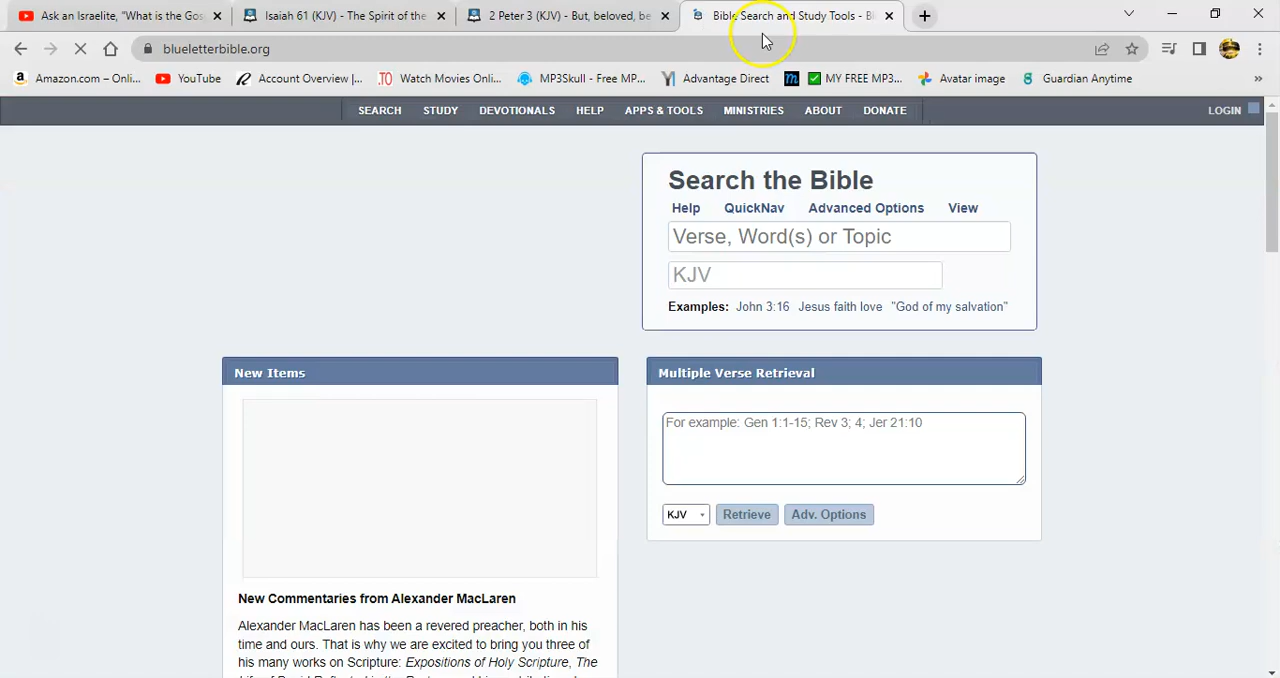 Ask an Israelite, "What is the Gos
Isaiah 61 (KJV) - The Spirit of the
2 Peter 3 (KJV) - But, beloved, be
Bible Search and Study Tools - Bl
blueletterbible.org
Amazon.com – Onli...
YouTube
Account Overview |...
Watch Movies Onli...
MP3Skull - Free MP...
Advantage Direct
MY FREE MP3...
Avatar image
Guardian Anytime
SEARCH
STUDY
DEVOTIONALS
HELP
APPS & TOOLS
MINISTRIES
ABOUT
DONATE
LOGIN
Search the Bible
Help QuickNav Advanced Options View
Verse, Word(s) or Topic
KJV
Examples: John 3:16 Jesus faith love "God of my salvation"
New Items
New Commentaries from Alexander MacLaren
Alexander MacLaren has been a revered preacher, both in his
time and ours. That is why we are excited to bring you three of
his many works on Scripture: Expositions of Holy Scripture, The
Multiple Verse Retrieval
For example: Gen 1:1-15; Rev 3; 4; Jer 21:10
KJV Retrieve Adv. Options